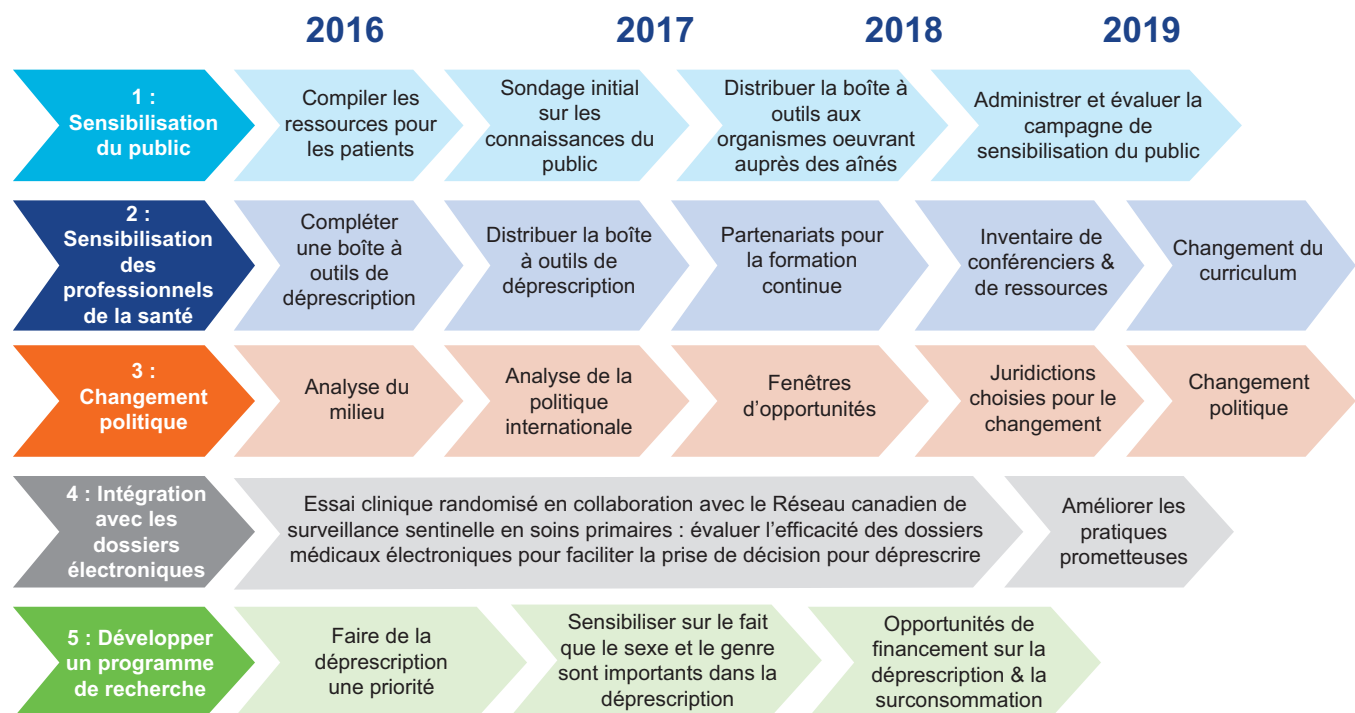 2016 2017 2018 2019
1 :
Sensibilisation
du public
Compiler les
ressources pour
les patients
Sondage initial
sur les
connaissances du
public
Distribuer la boîte à
outils aux
organismes oeuvrant
auprès des aînés
Administrer et évaluer la
campagne de
sensibilisation du public
2 :
Sensibilisation
des
professionnels
de la santé
Compléter
une boîte à
outils de
déprescription
Distribuer la boîte
à outils de
déprescription
Partenariats pour
la formation
continue
Inventaire de
conférenciers &
de ressources
Changement du
curriculum
3 :
Changement
politique
Analyse du
milieu
Analyse de la
politique
internationale
Fenêtres
d’opportunités
Juridictions
choisies pour le
changement
Changement
politique
4 : Intégration
avec les
dossiers
électroniques
Essai clinique randomisé en collaboration avec le Réseau canadien de
surveillance sentinelle en soins primaires : évaluer l’efficacité des dossiers
médicaux électroniques pour faciliter la prise de décision pour déprescrire
Améliorer les
pratiques
prometteuses
5 : Développer
un programme
de recherche
Faire de la
déprescription
une priorité
Sensibiliser sur le fait
que le sexe et le genre
sont importants dans la
déprescription
Opportunités de
financement sur la
déprescription & la
surconsommation